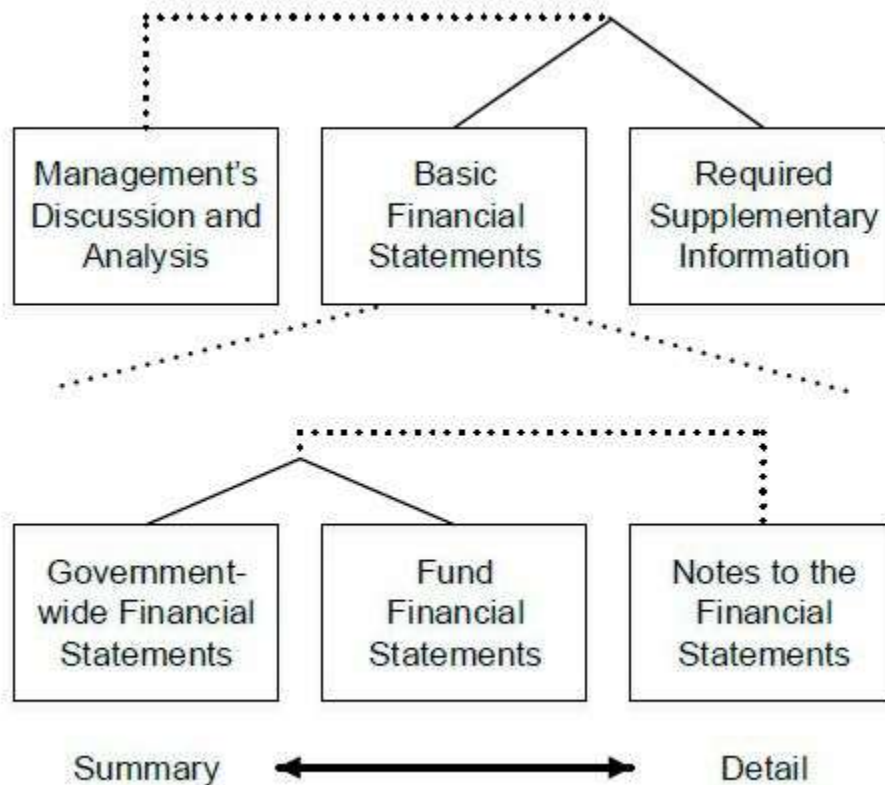 Management's
Discussion and
Analysis
Basic
Financial
Statements
Required
Supplementary
Information
Government-
wide Financial
Statements
Fund
Financial
Statements
Notes to the
Financial
Statements
Summary
Detail